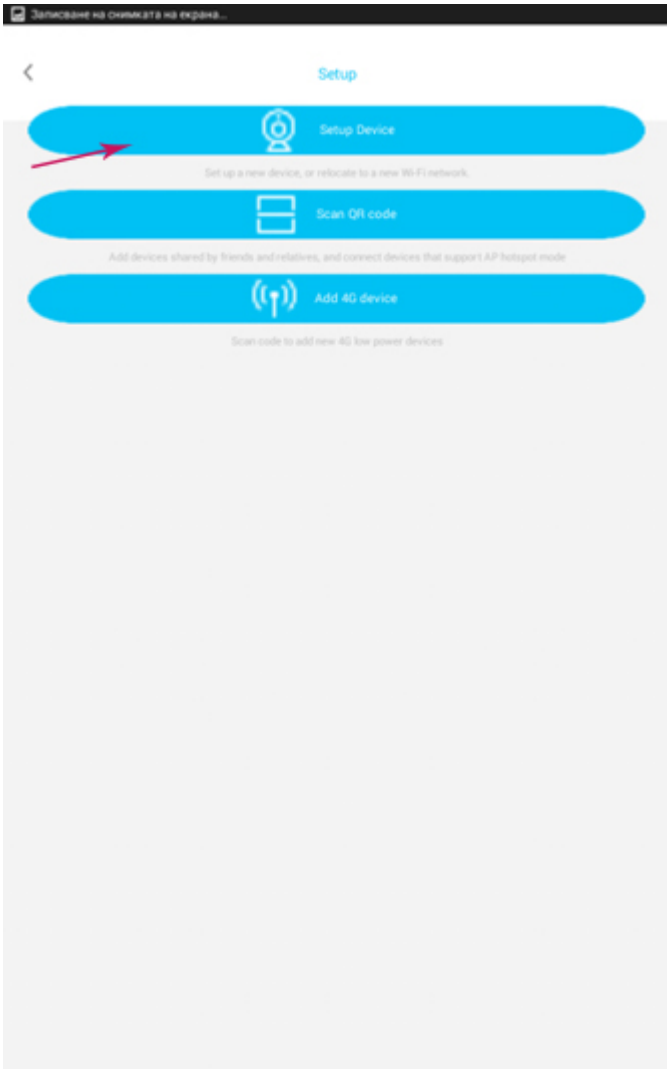 Записване на снимката на екрана...
Setup
Setup Device
Set up a new device, or relocate to a new Wi-Fi network.
Scan QR code
Add devices shared by friends and relatives, and connect devices that support AP hotspot mode
Add 4G device
Scan code to add new 4G low power devices